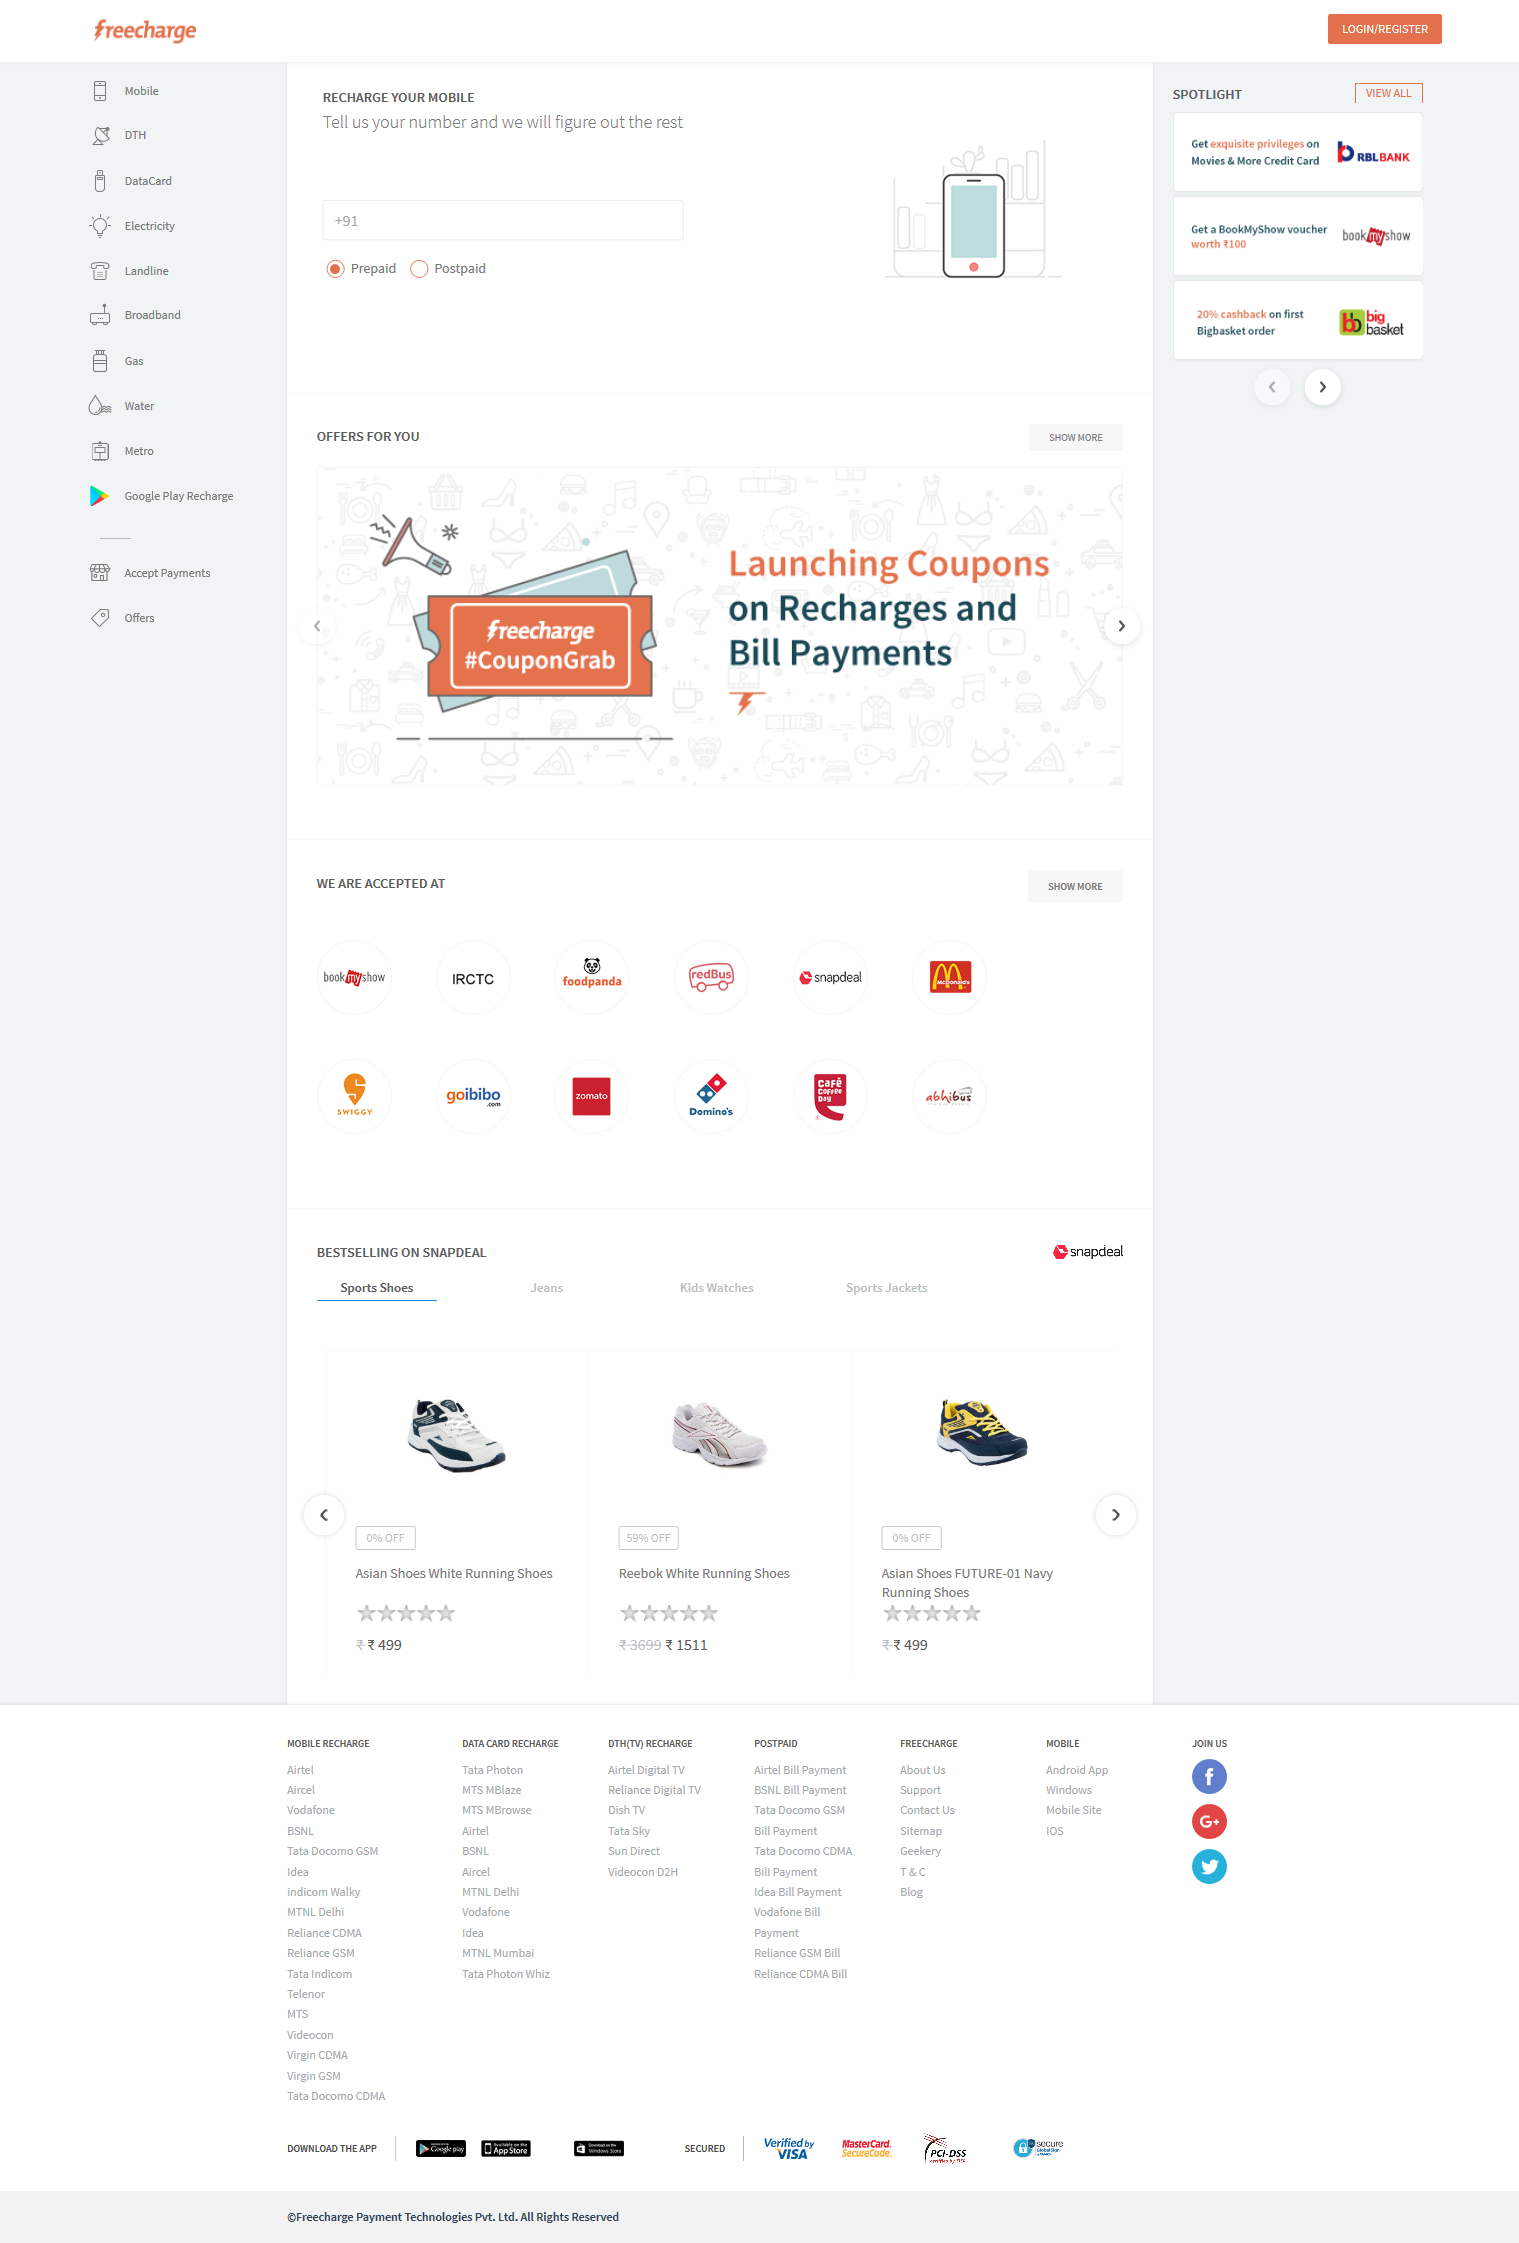 freecharge
LOGIN/REGISTER
Mobile
DTH
DataCard
Electricity
Landline
Broadband
Gas
Water
Metro
Google Play Recharge
Accept Payments
Offers
RECHARGE YOUR MOBILE
Tell us your number and we will figure out the rest
+91
Prepaid Postpaid
SPOTLIGHT
VIEW ALL
Get exquisite privileges on
Movies & More Credit Card
RBLBANK
Get a BookMyShow voucher
worth ₹100
bookmyshow
20% cashback on first
Bigbasket order
bb big
basket
OFFERS FOR YOU
SHOW MORE
freecharge
#CouponGrab
Launching Coupons
on Recharges and
Bill Payments
WE ARE ACCEPTED AT
SHOW MORE
bookmyshow
IRCTC
foodpanda
redBus
snapdeal
McDonald's
SWIGGY
goibibo
.com
zomato
Domino's
Café
Coffee
Day
abhibus
BESTSELLING ON SNAPDEAL
snapdeal
Sports Shoes
Jeans
Kids Watches
Sports Jackets
0% OFF
Asian Shoes White Running Shoes
₹ ₹ 499
59% OFF
Reebok White Running Shoes
₹ 3699 ₹ 1511
0% OFF
Asian Shoes FUTURE-01 Navy
Running Shoes
₹ ₹ 499
MOBILE RECHARGE
Airtel
Aircel
Vodafone
BSNL
Tata Docomo GSM
Idea
indicom Walky
MTNL Delhi
Reliance CDMA
Reliance GSM
Tata Indicom
Telenor
MTS
Videocon
Virgin CDMA
Virgin GSM
Tata Docomo CDMA
DATA CARD RECHARGE
Tata Photon
MTS MBlaze
MTS MBrowse
Airtel
BSNL
Aircel
MTNL Delhi
Vodafone
Idea
MTNL Mumbai
Tata Photon Whiz
DTH(TV) RECHARGE
Airtel Digital TV
Reliance Digital TV
Dish TV
Tata Sky
Sun Direct
Videocon D2H
POSTPAID
Airtel Bill Payment
BSNL Bill Payment
Tata Docomo GSM
Bill Payment
Tata Docomo CDMA
Bill Payment
Idea Bill Payment
Vodafone Bill
Payment
Reliance GSM Bill
Reliance CDMA Bill
FREECHARGE
About Us
Support
Contact Us
Sitemap
Geekery
T & C
Blog
MOBILE
Android App
Windows
Mobile Site
IOS
JOIN US
f
G+
DOWNLOAD THE APP
Google play
Available on the
App Store
Download on the
Windows Store
SECURED
Verified by
VISA
MasterCard.
SecureCode.
PCI-DSS
secure
GlobalSign
©Freecharge Payment Technologies Pvt. Ltd. All Rights Reserved